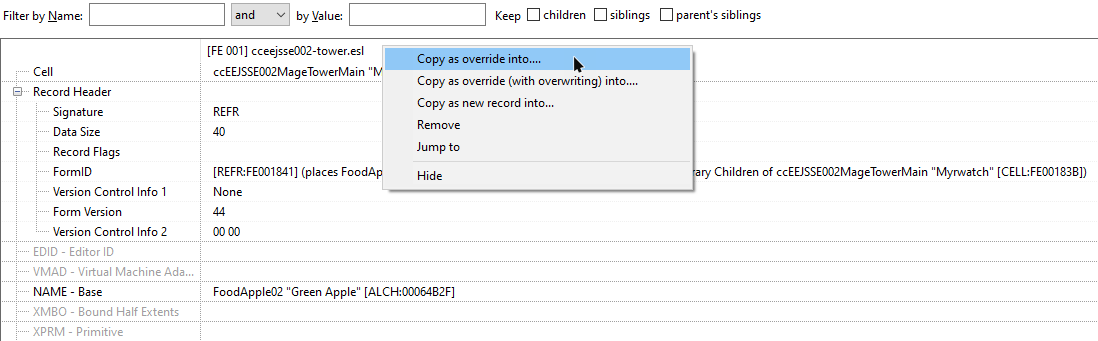 Filter by Name: and by Value: Keep children siblings parent's siblings
[FE 001] cceejsse002-tower.esl
Cell ccEEJSSE002MageTowerMain "M
Record Header
Signature REFR
Data Size 40
Record Flags
FormID [REFR:FE001841] (places FoodAp rary Children of ccEEJSSE002MageTowerMain "Myrwatch" [CELL:FE00183B])
Version Control Info 1 None
Form Version 44
Version Control Info 2 00 00
EDID - Editor ID
VMAD - Virtual Machine Ada...
NAME - Base FoodApple02 "Green Apple" [ALCH:00064B2F]
XMBO - Bound Half Extents
XPRM - Primitive
Copy as override into....
Copy as override (with overwriting) into....
Copy as new record into...
Remove
Jump to
Hide